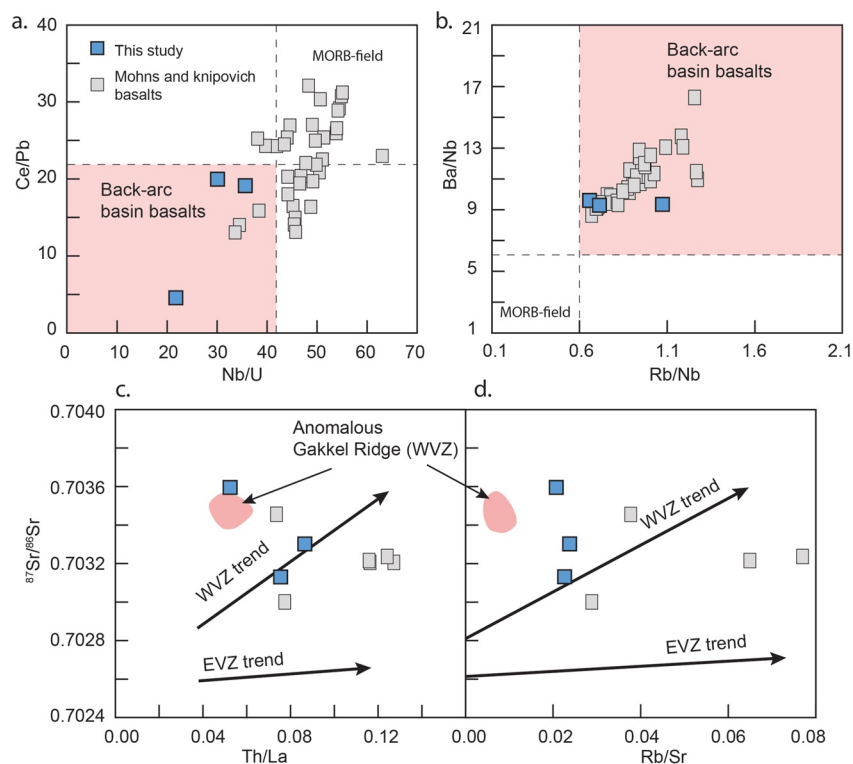 a.
40
30
20
10
0
Ce/Pb
This study
Mohns and knipovich
basalts
MORB-field
Back-arc
basin basalts
0 10 20 30 40 50 60 70
Nb/U
b.
21
17
13
9
5
1
Ba/Nb
Back-arc
basin basalts
MORB-field
0.1 0.6 1.1 1.6 2.1
Rb/Nb
c.
0.7040
0.7036
0.7032
0.7028
0.7024
87Sr/86Sr
Anomalous
Gakkel Ridge (WVZ)
WVZ trend
EVZ trend
0.00 0.04 0.08 0.12
Th/La
d.
WVZ trend
EVZ trend
0.00 0.02 0.04 0.06 0.08
Rb/Sr